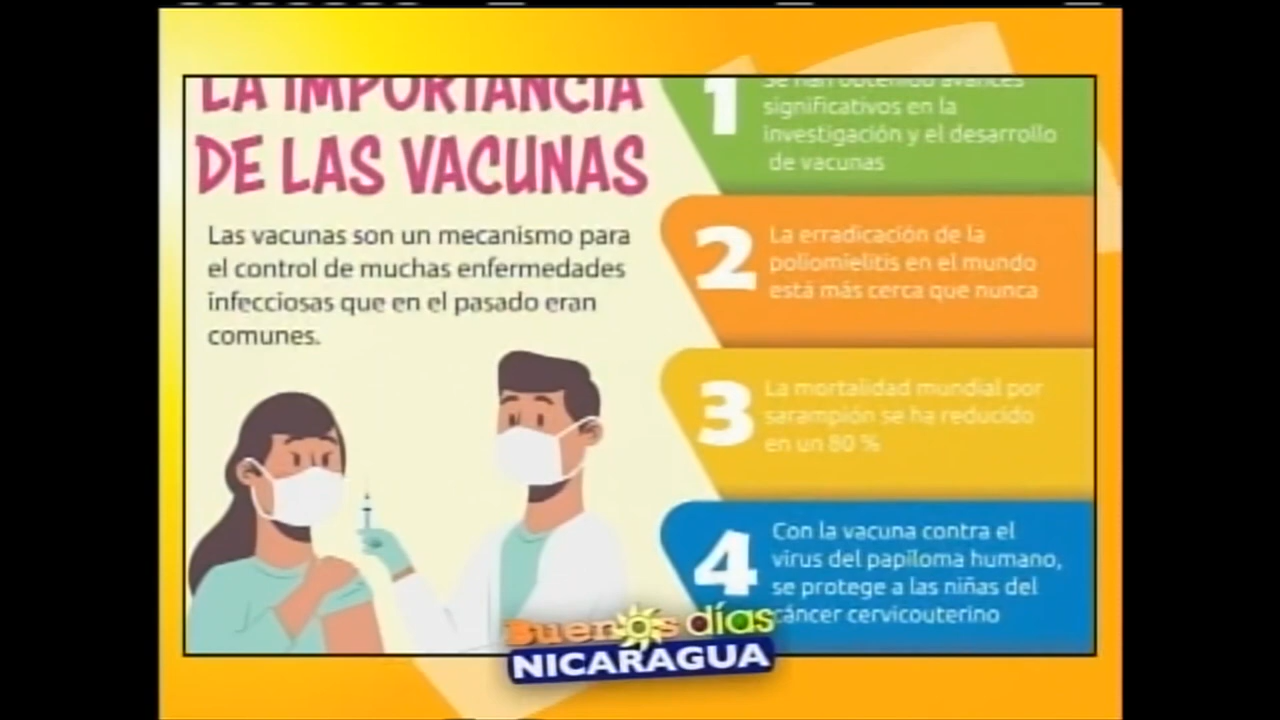 LA IMPORTANCIA
DE LAS VACUNAS
Las vacunas son un mecanismo para
el control de muchas enfermedades
infecciosas que en el pasado eran
comunes.
1
Se han obtenido avances
significativos en la
investigación y el desarrollo
de vacunas
2
La erradicación de la
poliomielitis en el mundo
está más cerca que nunca
3
La mortalidad mundial por
sarampión se ha reducido
en un 80 %
4
Con la vacuna contra el
virus del papiloma humano,
se protege a las niñas del
cáncer cervicouterino
Buenos días
NICARAGUA